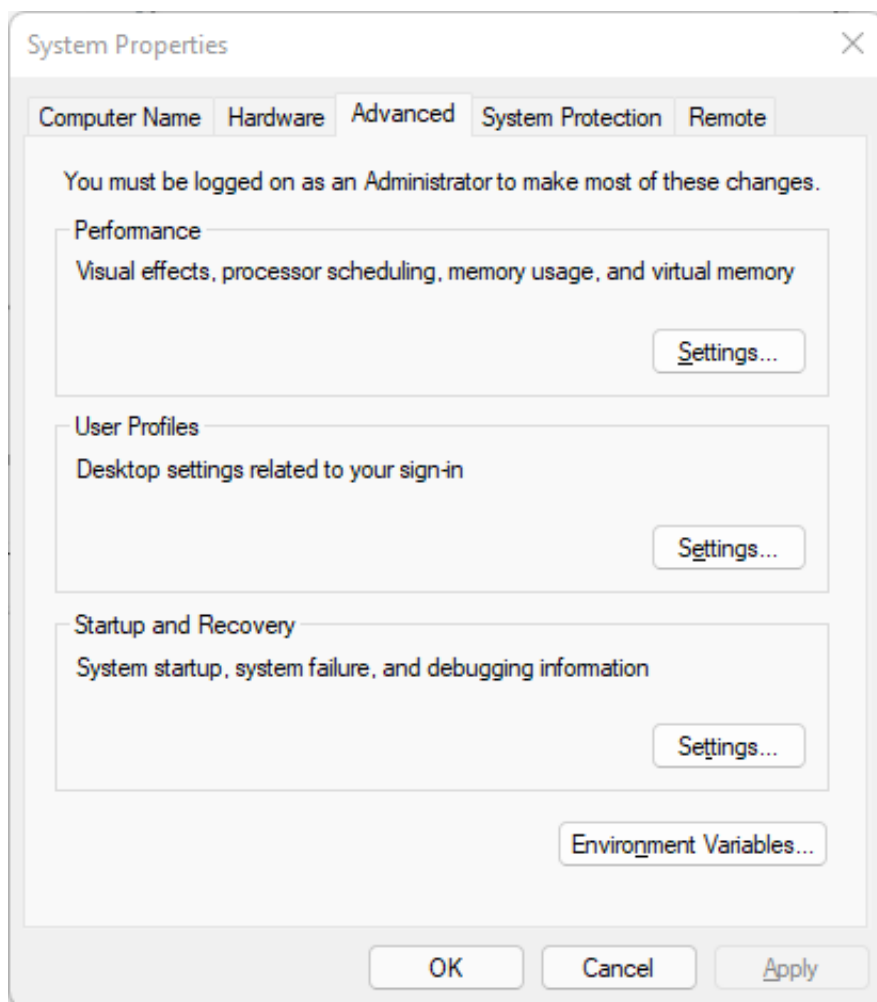 System Properties
Computer Name Hardware Advanced System Protection Remote
You must be logged on as an Administrator to make most of these changes.
Performance
Visual effects, processor scheduling, memory usage, and virtual memory
Settings...
User Profiles
Desktop settings related to your sign-in
Settings...
Startup and Recovery
System startup, system failure, and debugging information
Settings...
Environment Variables...
OK Cancel Apply